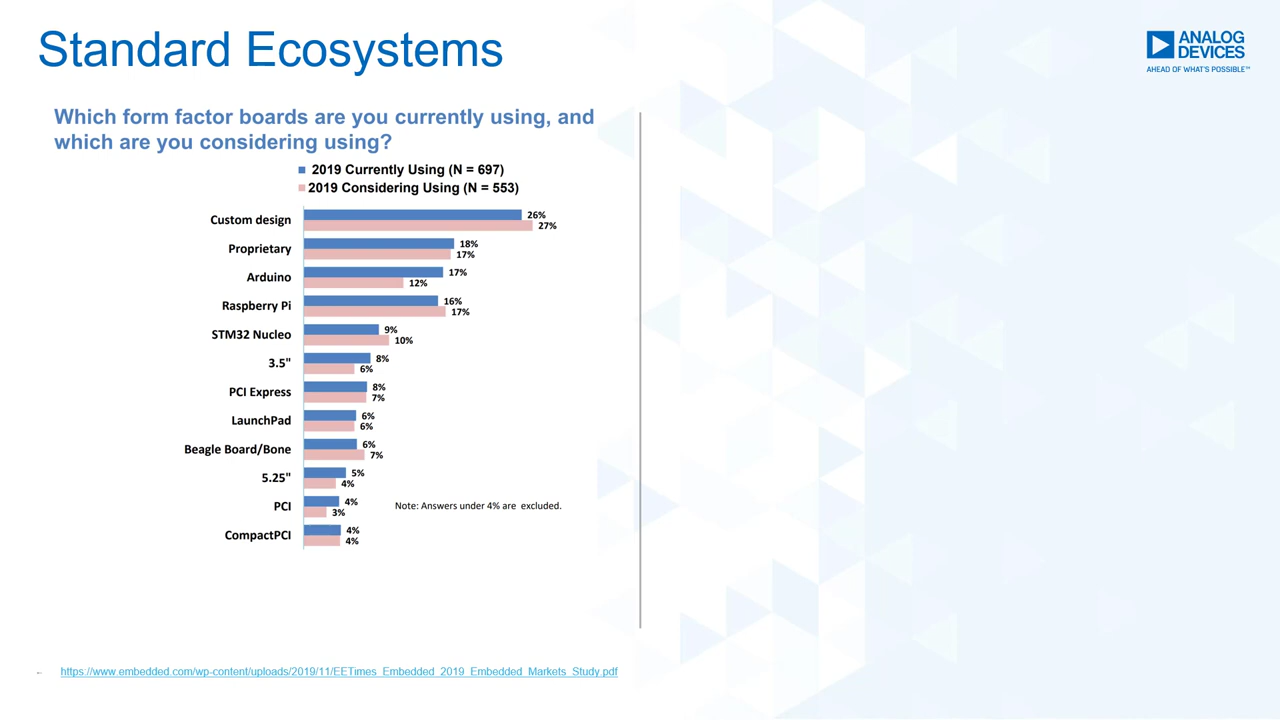 Standard Ecosystems
ANALOG
DEVICES
AHEAD OF WHAT'S POSSIBLE™
Which form factor boards are you currently using, and
which are you considering using?
2019 Currently Using (N = 697)
2019 Considering Using (N = 553)
Custom design 26%
27%
Proprietary 18%
17%
Arduino 17%
12%
Raspberry Pi 16%
17%
STM32 Nucleo 9%
10%
3.5" 8%
6%
PCI Express 8%
7%
LaunchPad 6%
6%
Beagle Board/Bone 6%
7%
5.25" 5%
4%
PCI 4%
3%
Note: Answers under 4% are excluded.
CompactPCI 4%
4%
https://www.embedded.com/wp-content/uploads/2019/11/EETimes_Embedded_2019_Embedded_Markets_Study.pdf